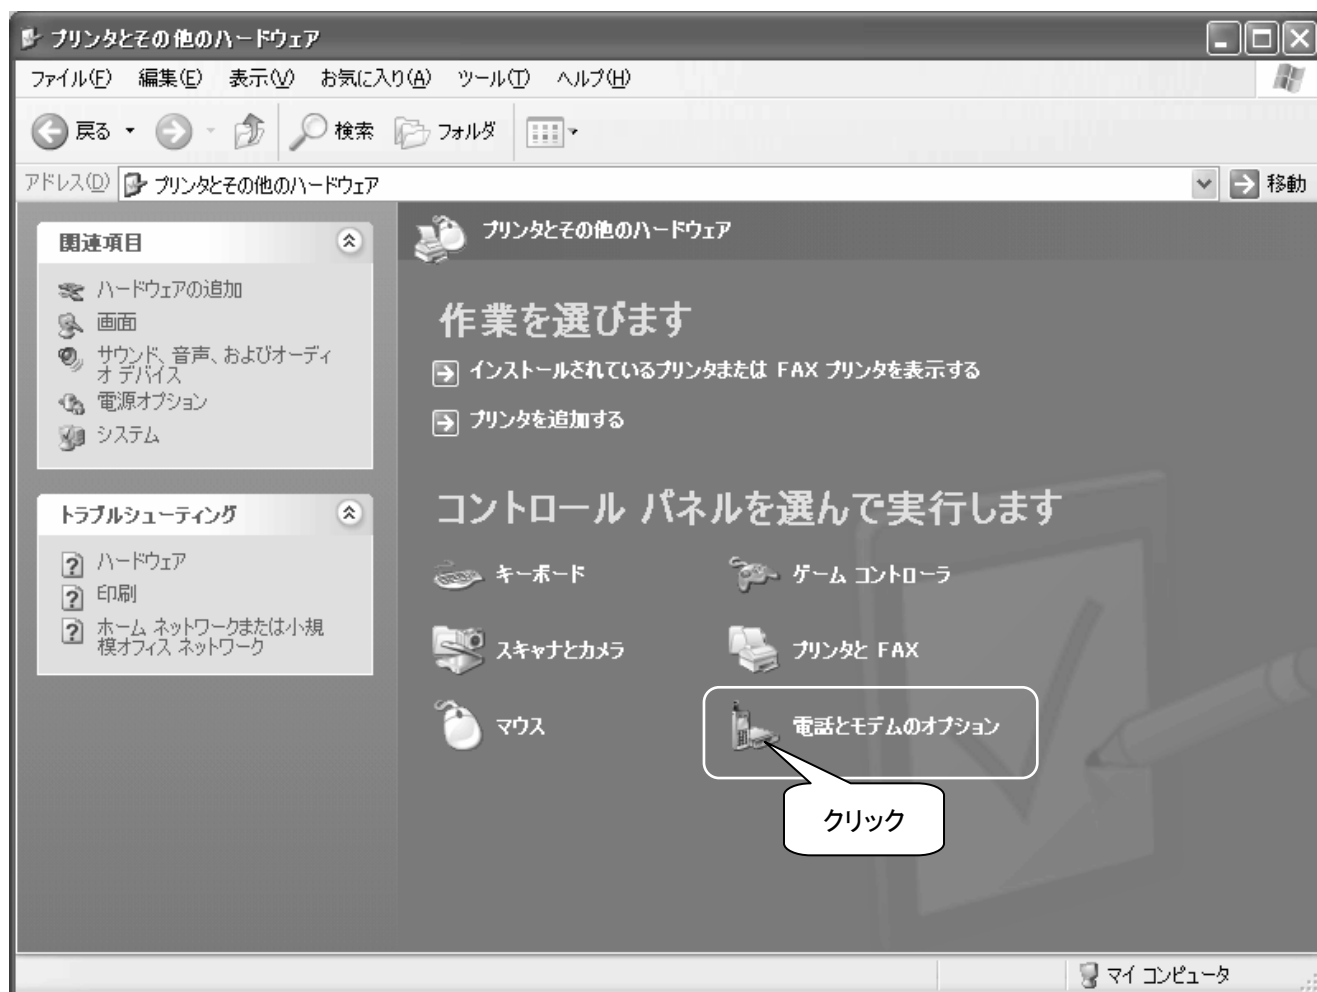 プリンタとその他のハードウェア
ファイル(F) 編集(E) 表示(V) お気に入り(A) ツール(T) ヘルプ(H)
戻る 検索 フォルダ
アドレス(D) プリンタとその他のハードウェア 移動
関連項目
ハードウェアの追加
画面
サウンド、音声、およびオーディ
オ デバイス
電源オプション
システム
トラブルシューティング
ハードウェア
印刷
ホーム ネットワークまたは小規
模オフィス ネットワーク
プリンタとその他のハードウェア
作業を選びます
インストールされているプリンタまたは FAX プリンタを表示する
プリンタを追加する
コントロール パネルを選んで実行します
キーボード ゲーム コントローラ
スキャナとカメラ プリンタと FAX
マウス 電話とモデムのオプション
クリック
マイ コンピュータ